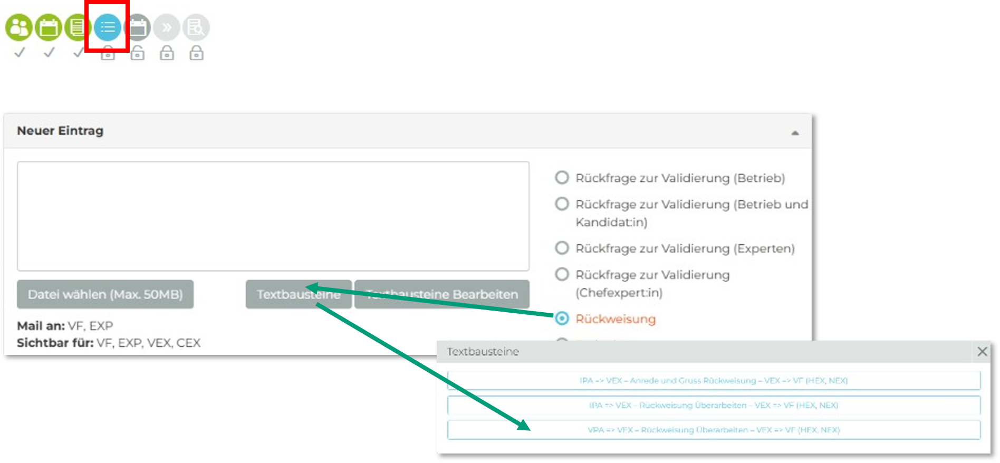 Neuer Eintrag
Rückfrage zur Validierung (Betrieb)
Rückfrage zur Validierung (Betrieb und
Kandidat:in)
Rückfrage zur Validierung (Experten)
Rückfrage zur Validierung
(Chefexpert:in)
Rückweisung
Datei wählen (Max. 50MB)
Textbausteine
Textbausteine Bearbeiten
Mail an: VF, EXP
Sichtbar für: VF, EXP, VEX, CEX
Textbausteine
IPA => VEX – Anrede und Gruss Rückweisung – VEX => VF (HEX, NEX)
IPA => VEX – Rückweisung Überarbeiten – VEX => VF (HEX, NEX)
VPA => VEX – Rückweisung Überarbeiten – VEX => VF (HEX, NEX)